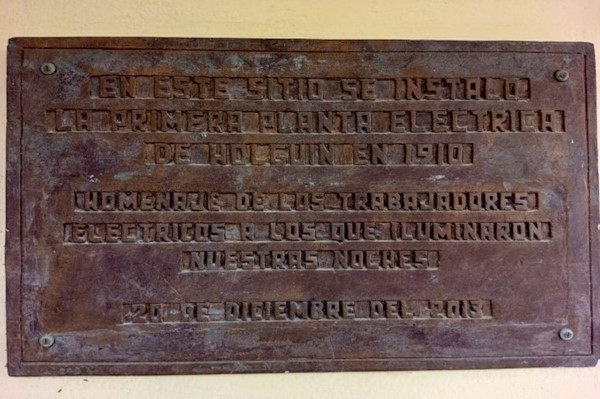 EN ESTE SITIO SE INSTALO
LA PRIMERA PLANTA ELECTRICA
DE HOLGUIN EN 1910
HOMENAJE DE LOS TRABAJADORES
ELECTRICOS A LOS QUE ILUMINARON
NUESTRAS NOCHES
20 DE DICIEMBRE DEL 2013